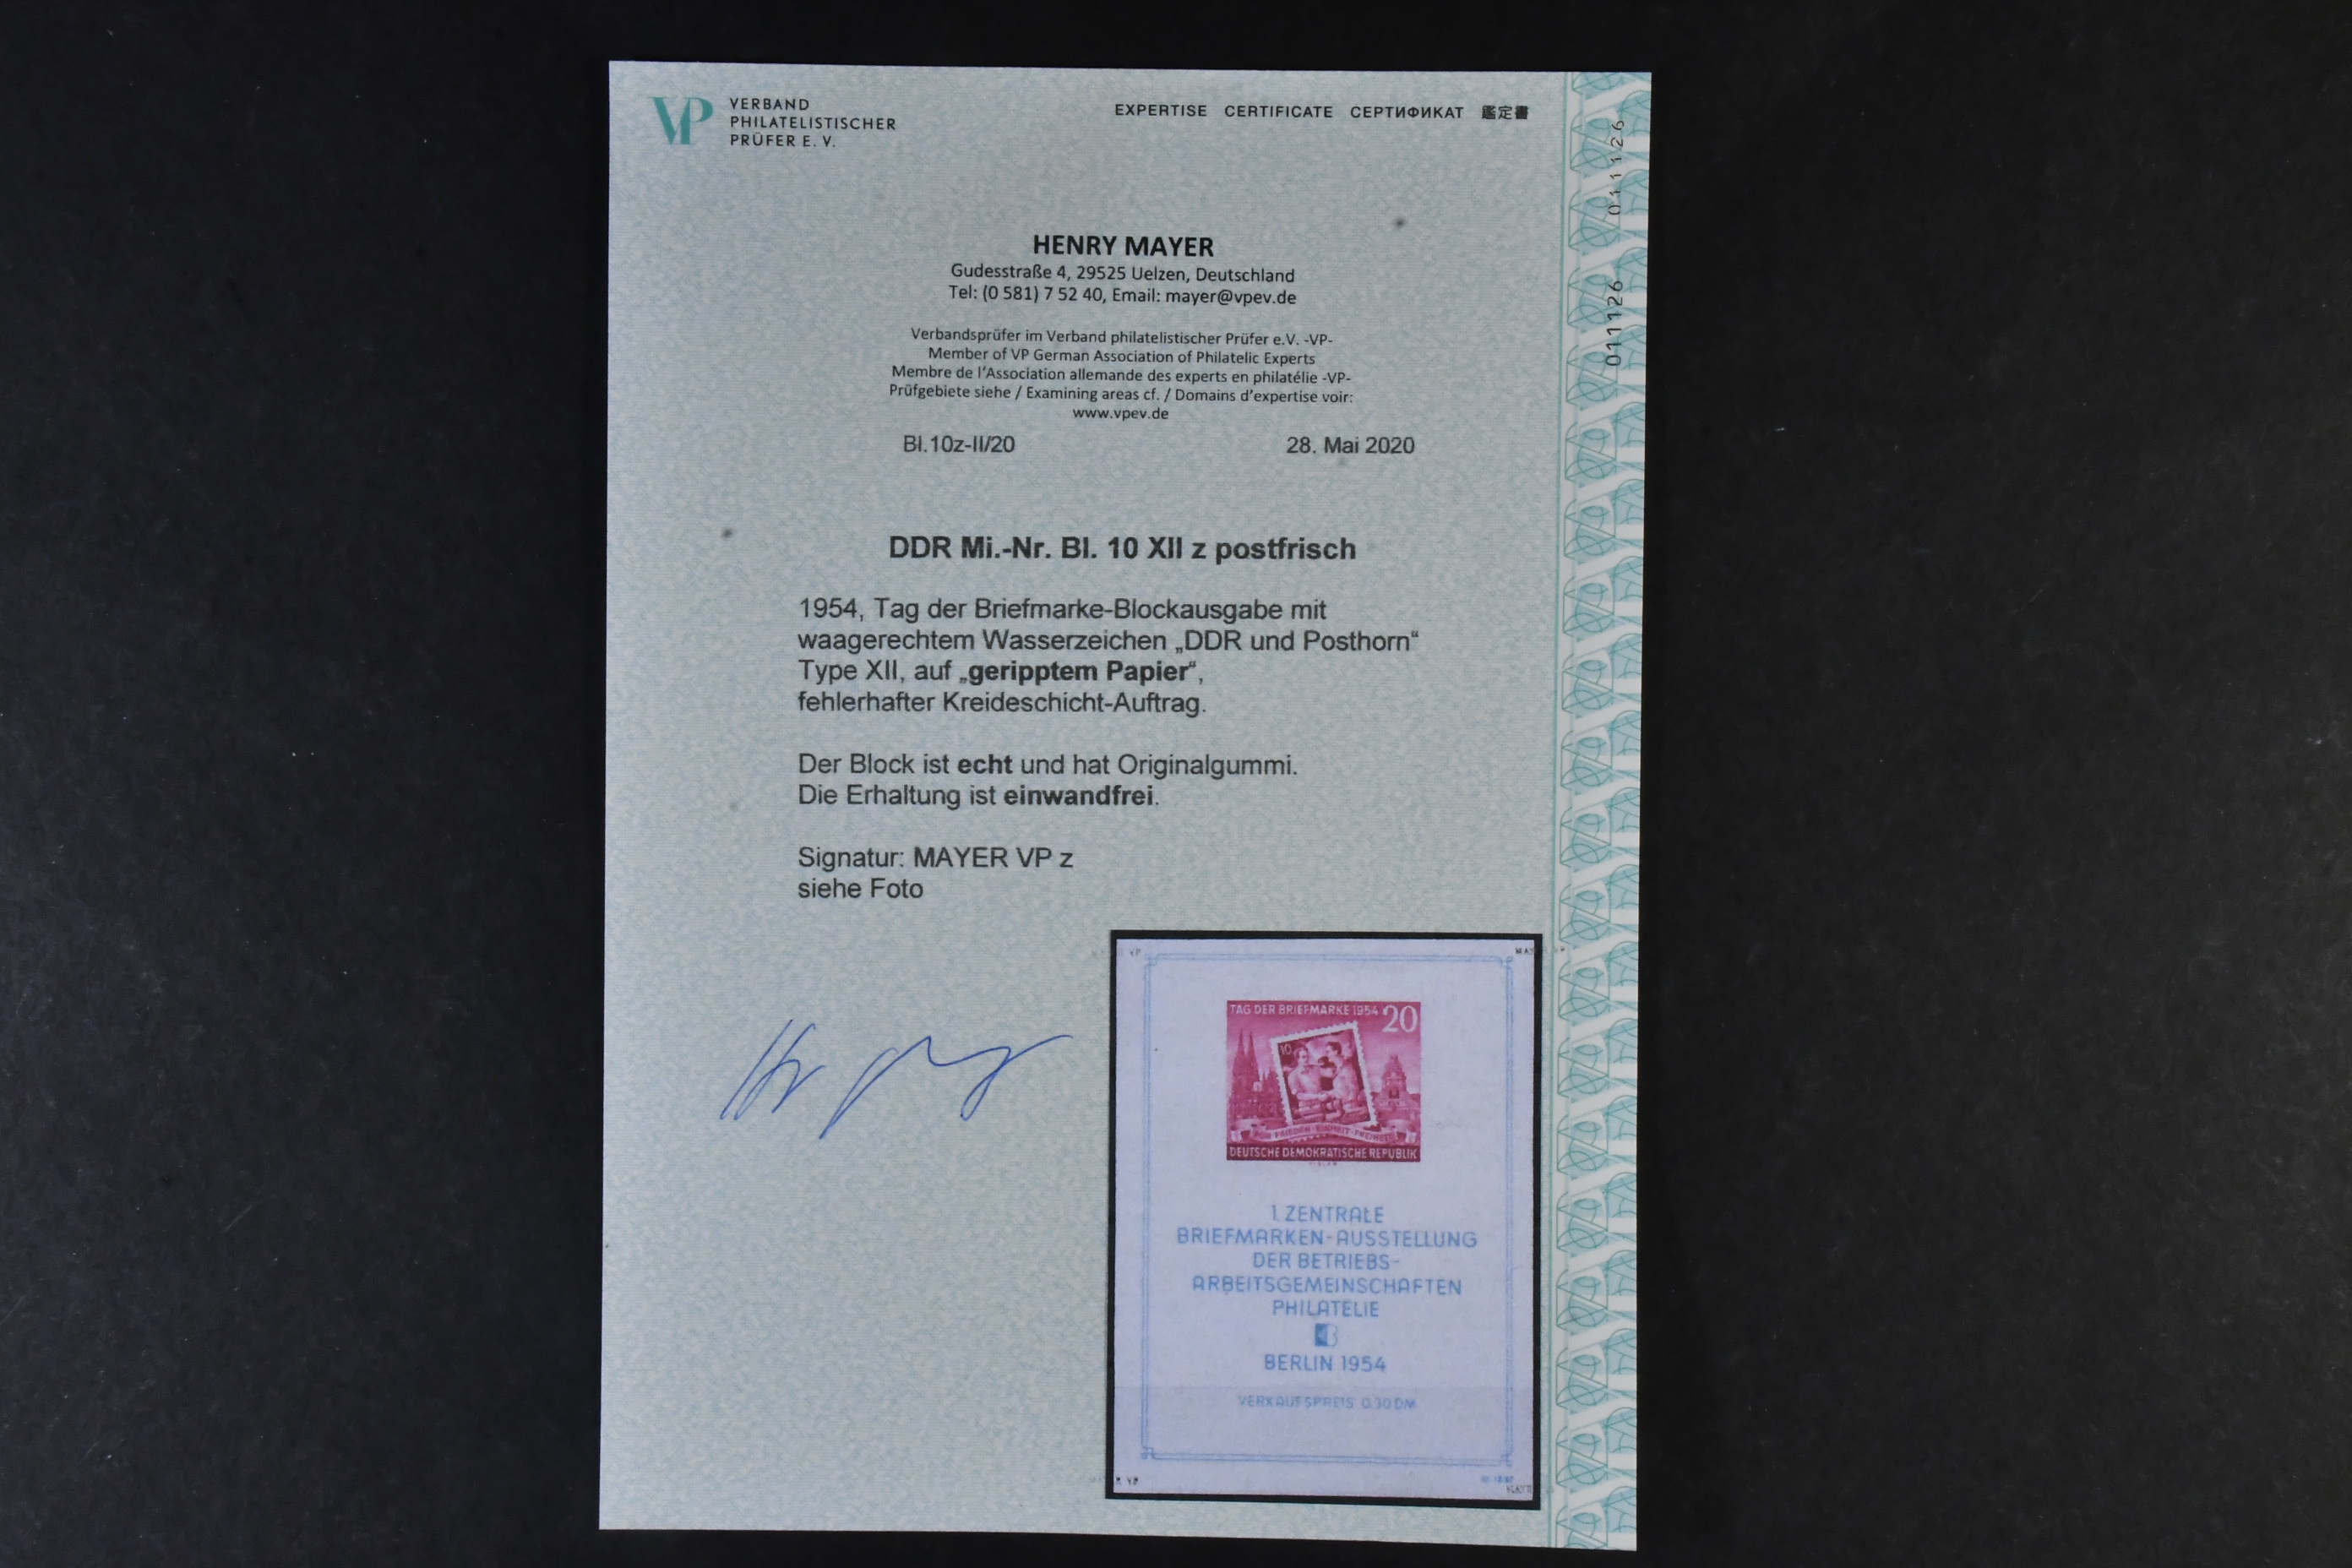 VERBAND
PHILATELISTISCHER
PRÜFER E. V.
EXPERTISE CERTIFICATE СЕРТИФИКАТ 鑑定書
011126
011126
HENRY MAYER
Gudesstraße 4, 29525 Uelzen, Deutschland
Tel: (0 581) 7 52 40, Email: mayer@vpev.de
Verbandsprüfer im Verband philatelistischer Prüfer e.V. -VP-
Member of VP German Association of Philatelic Experts
Membre de l'Association allemande des experts en philatélie -VP-
Prüfgebiete siehe / Examining areas cf. / Domains d'expertise voir:
www.vpev.de
Bl.10z-II/20 28. Mai 2020
DDR Mi.-Nr. Bl. 10 XII z postfrisch
1954, Tag der Briefmarke-Blockausgabe mit
waagerechtem Wasserzeichen „DDR und Posthorn“
Type XII, auf „geripptem Papier“,
fehlerhafter Kreideschicht-Auftrag.
Der Block ist echt und hat Originalgummi.
Die Erhaltung ist einwandfrei.
Signatur: MAYER VP z
siehe Foto
TAG DER BRIEFMARKE 1954 20
10
FÜR FRIEDEN · EINHEIT · FREIHEIT
DEUTSCHE DEMOKRATISCHE REPUBLIK
1. ZENTRALE
BRIEFMARKEN-AUSSTELLUNG
DER BETRIEBS-
ARBEITSGEMEINSCHAFTEN
PHILATELIE
BERLIN 1954
VERKAUFSPREIS 0.30 DM